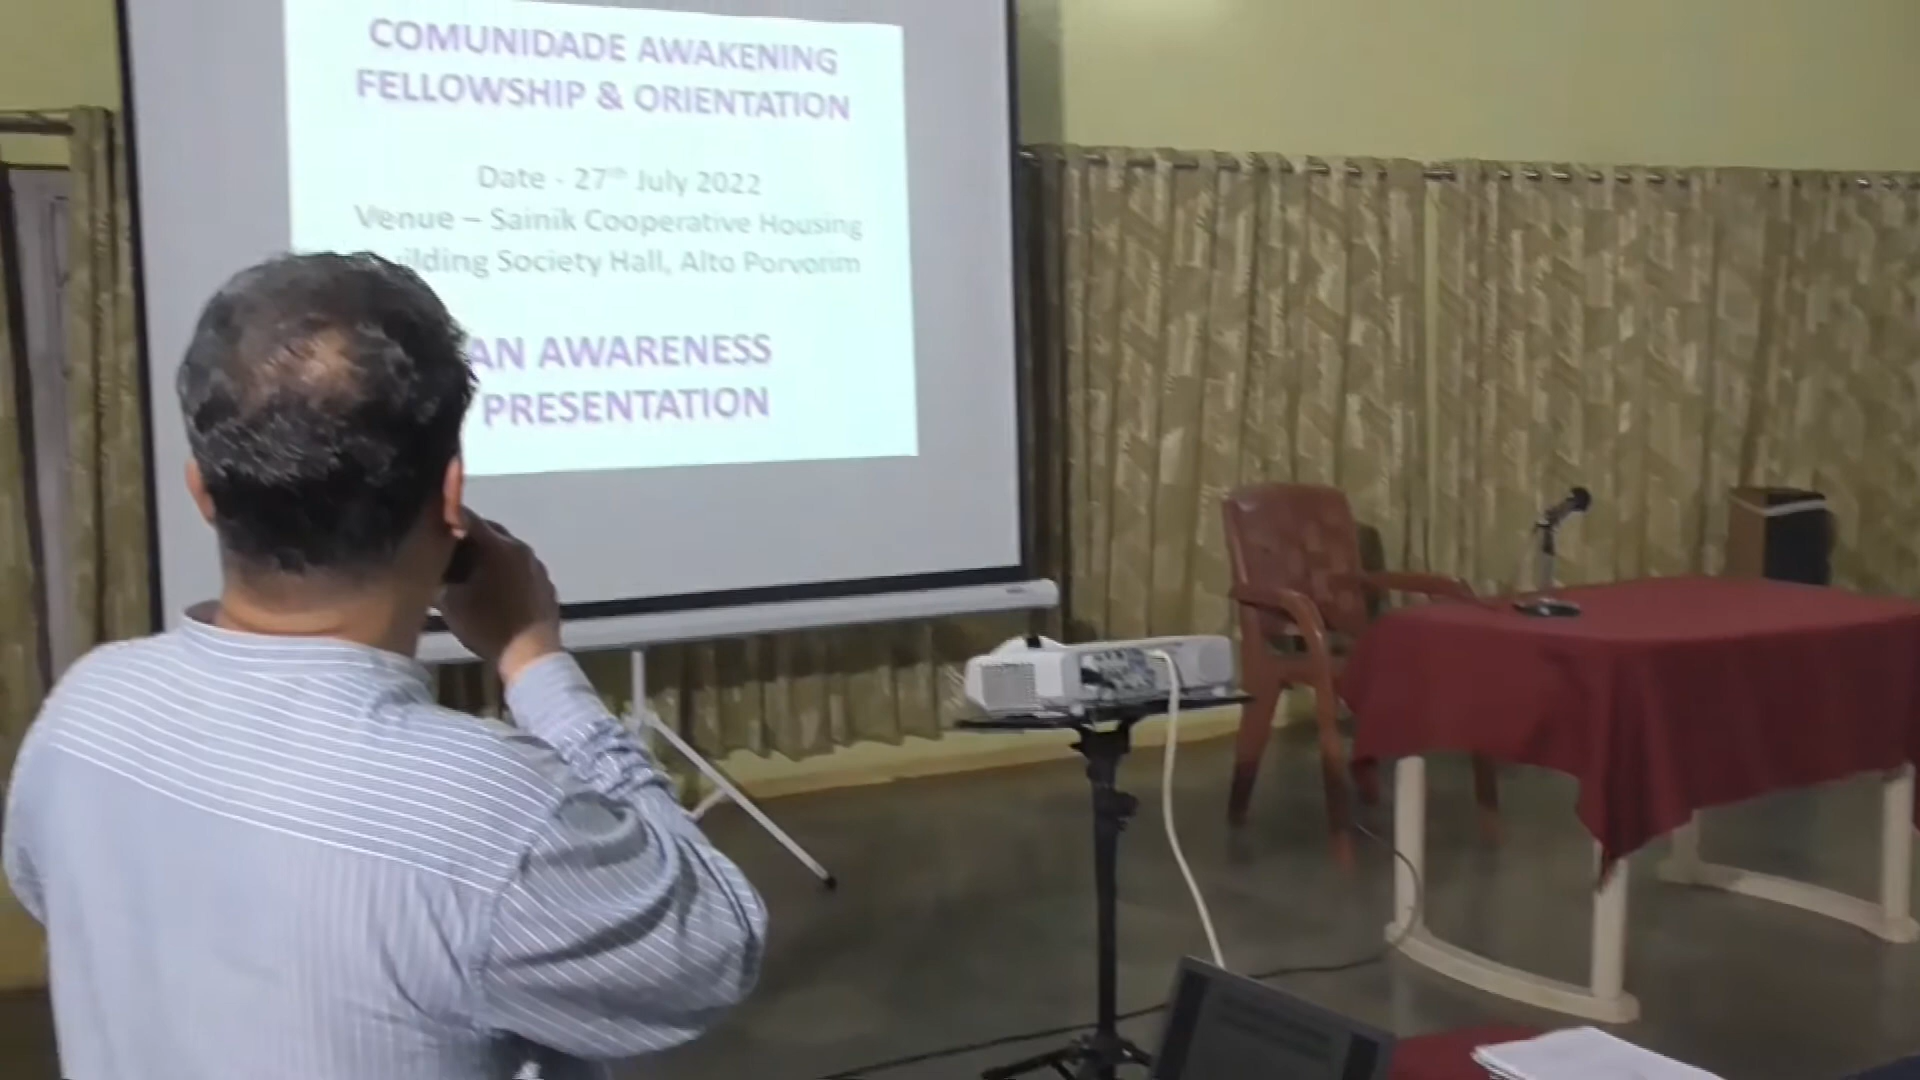 COMUNIDADE AWAKENING
FELLOWSHIP & ORIENTATION
Date - 27th July 2022
Venue – Sainik Cooperative Housing
Society Hall, Alto Porvorim
AN AWARENESS
PRESENTATION